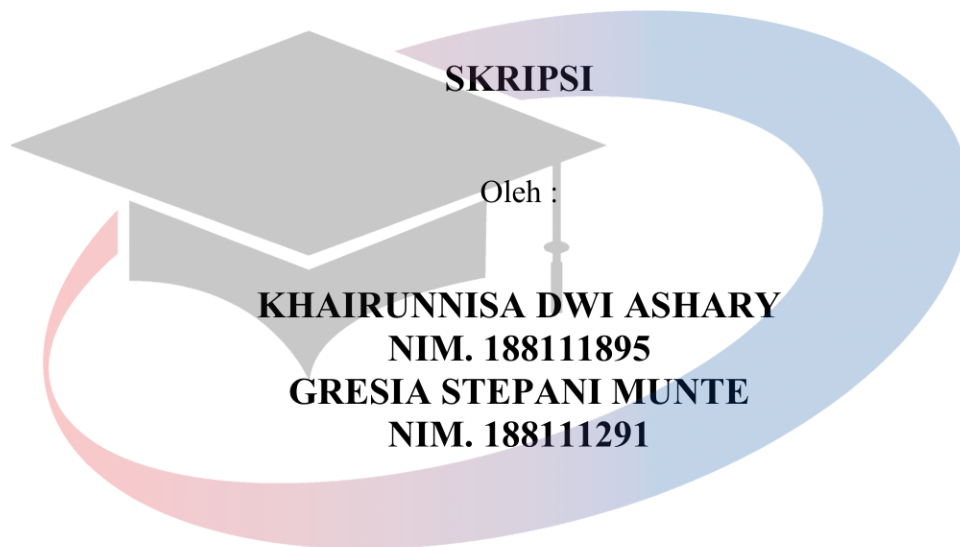 SKRIPSI
Oleh :
KHAIRUNNISA DWI ASHARY
NIM. 188111895
GRESIA STEPANI MUNTE
NIM. 188111291